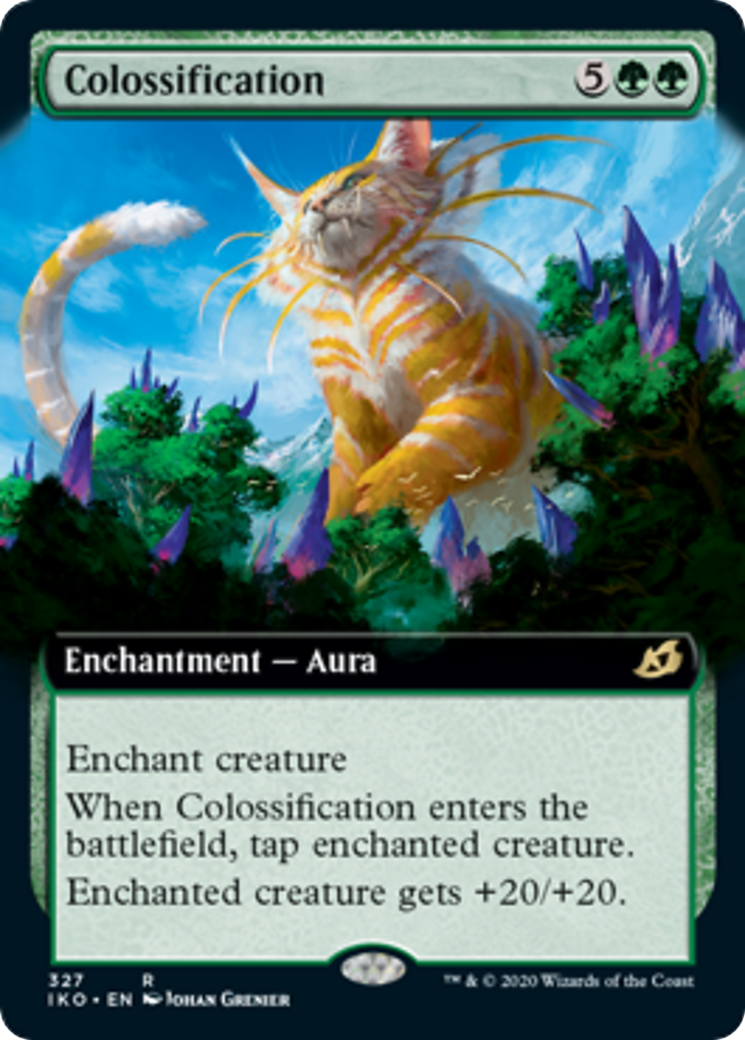 Colossification 5
Enchantment — Aura
Enchant creature
When Colossification enters the
battlefield, tap enchanted creature.
Enchanted creature gets +20/+20.
327 R
IKO • EN Johan Grenier
™ & © 2020 Wizards of the Coast